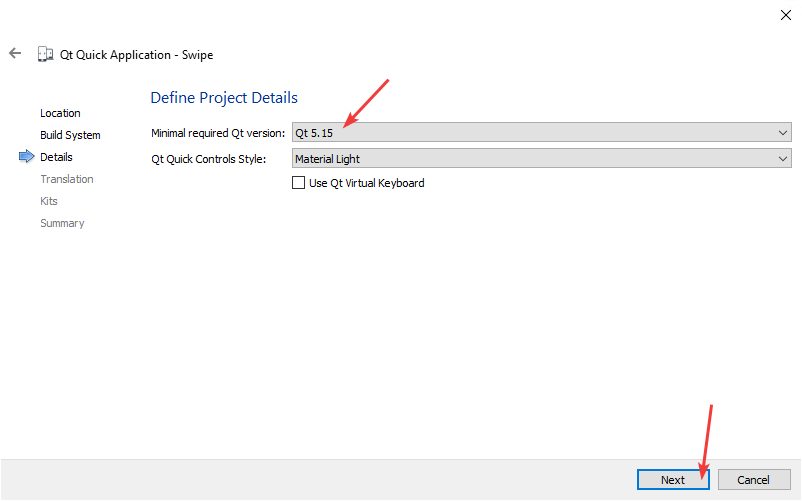 Qt Quick Application - Swipe
Define Project Details
Location
Build System
Details
Translation
Kits
Summary
Minimal required Qt version: Qt 5.15
Qt Quick Controls Style: Material Light
Use Qt Virtual Keyboard
Next Cancel